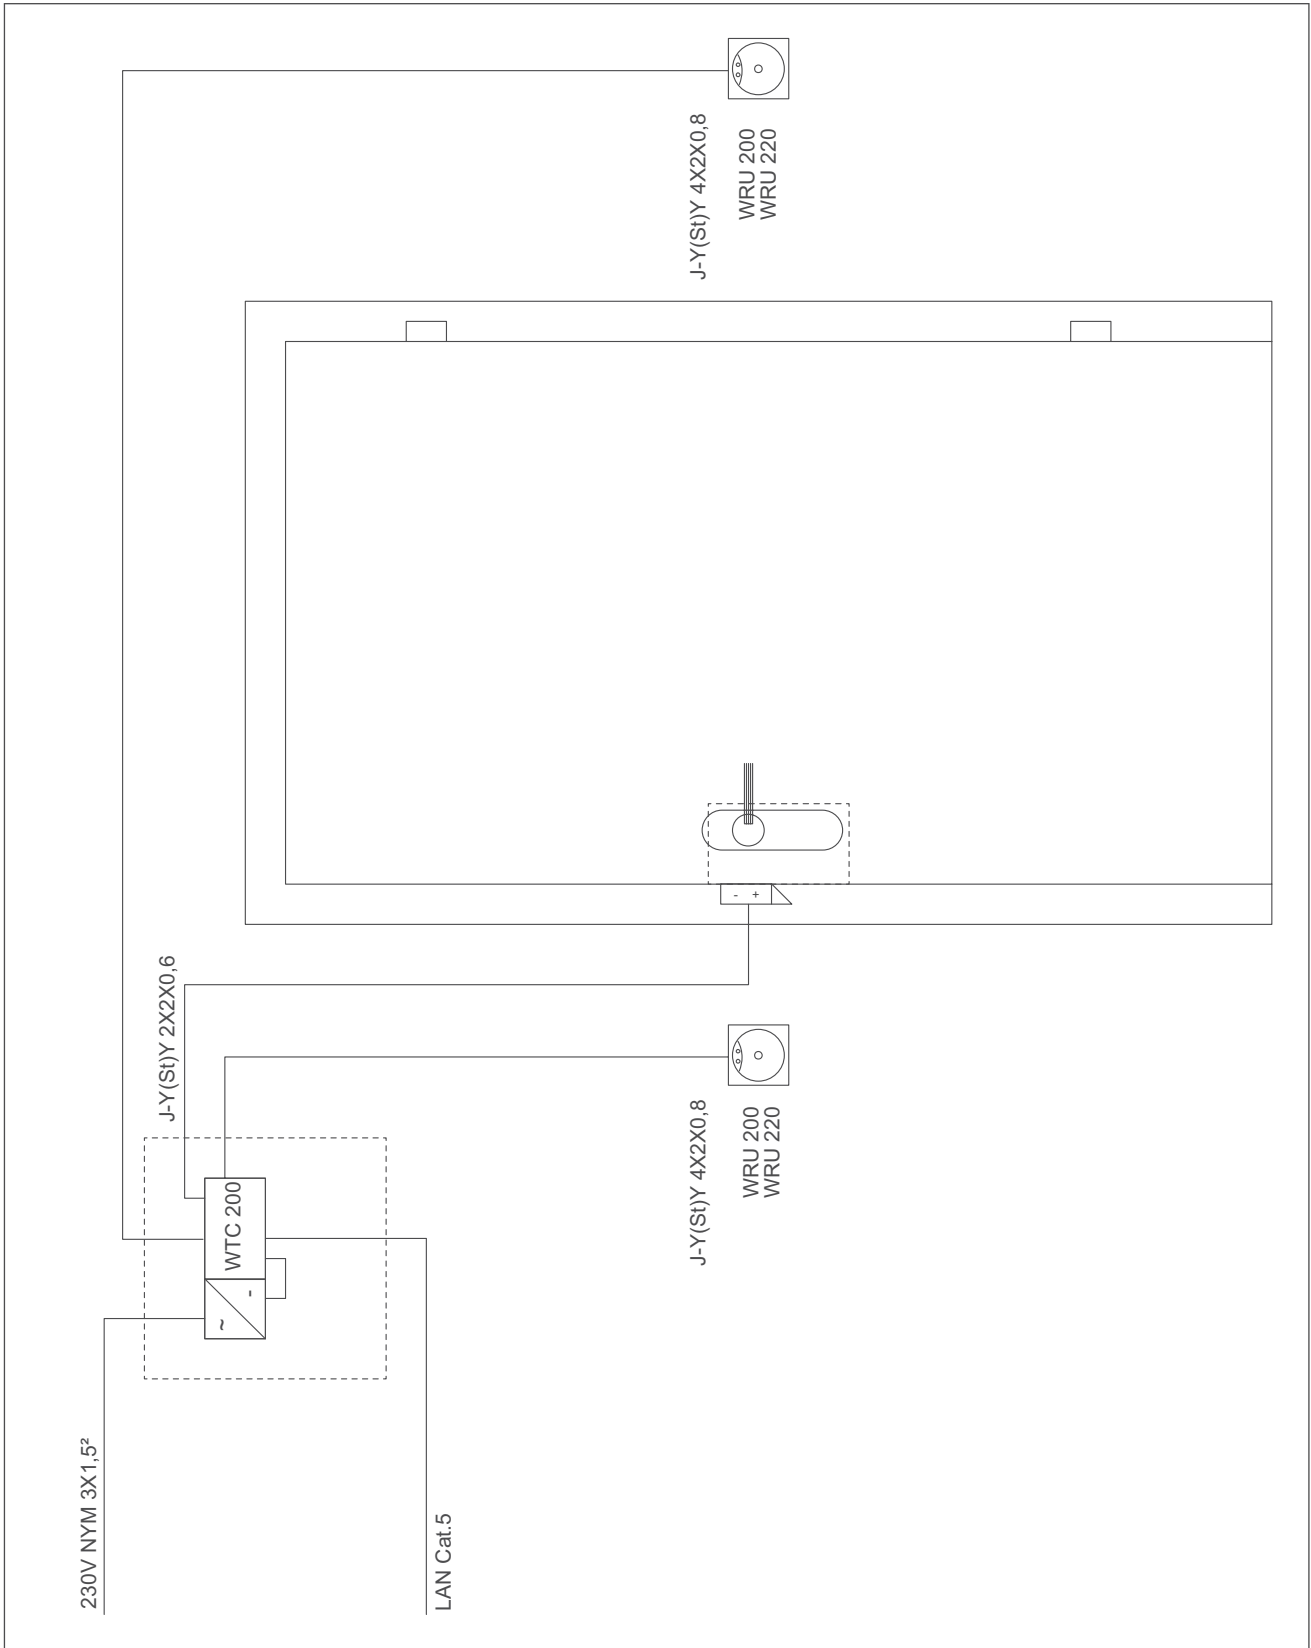 J-Y(St)Y 4X2X0,8
WRU 200
WRU 220
- +
J-Y(St)Y 2X2X0,6
J-Y(St)Y 4X2X0,8
WRU 200
WRU 220
WTC 200
~ -
230V NYM 3X1,5²
LAN Cat.5